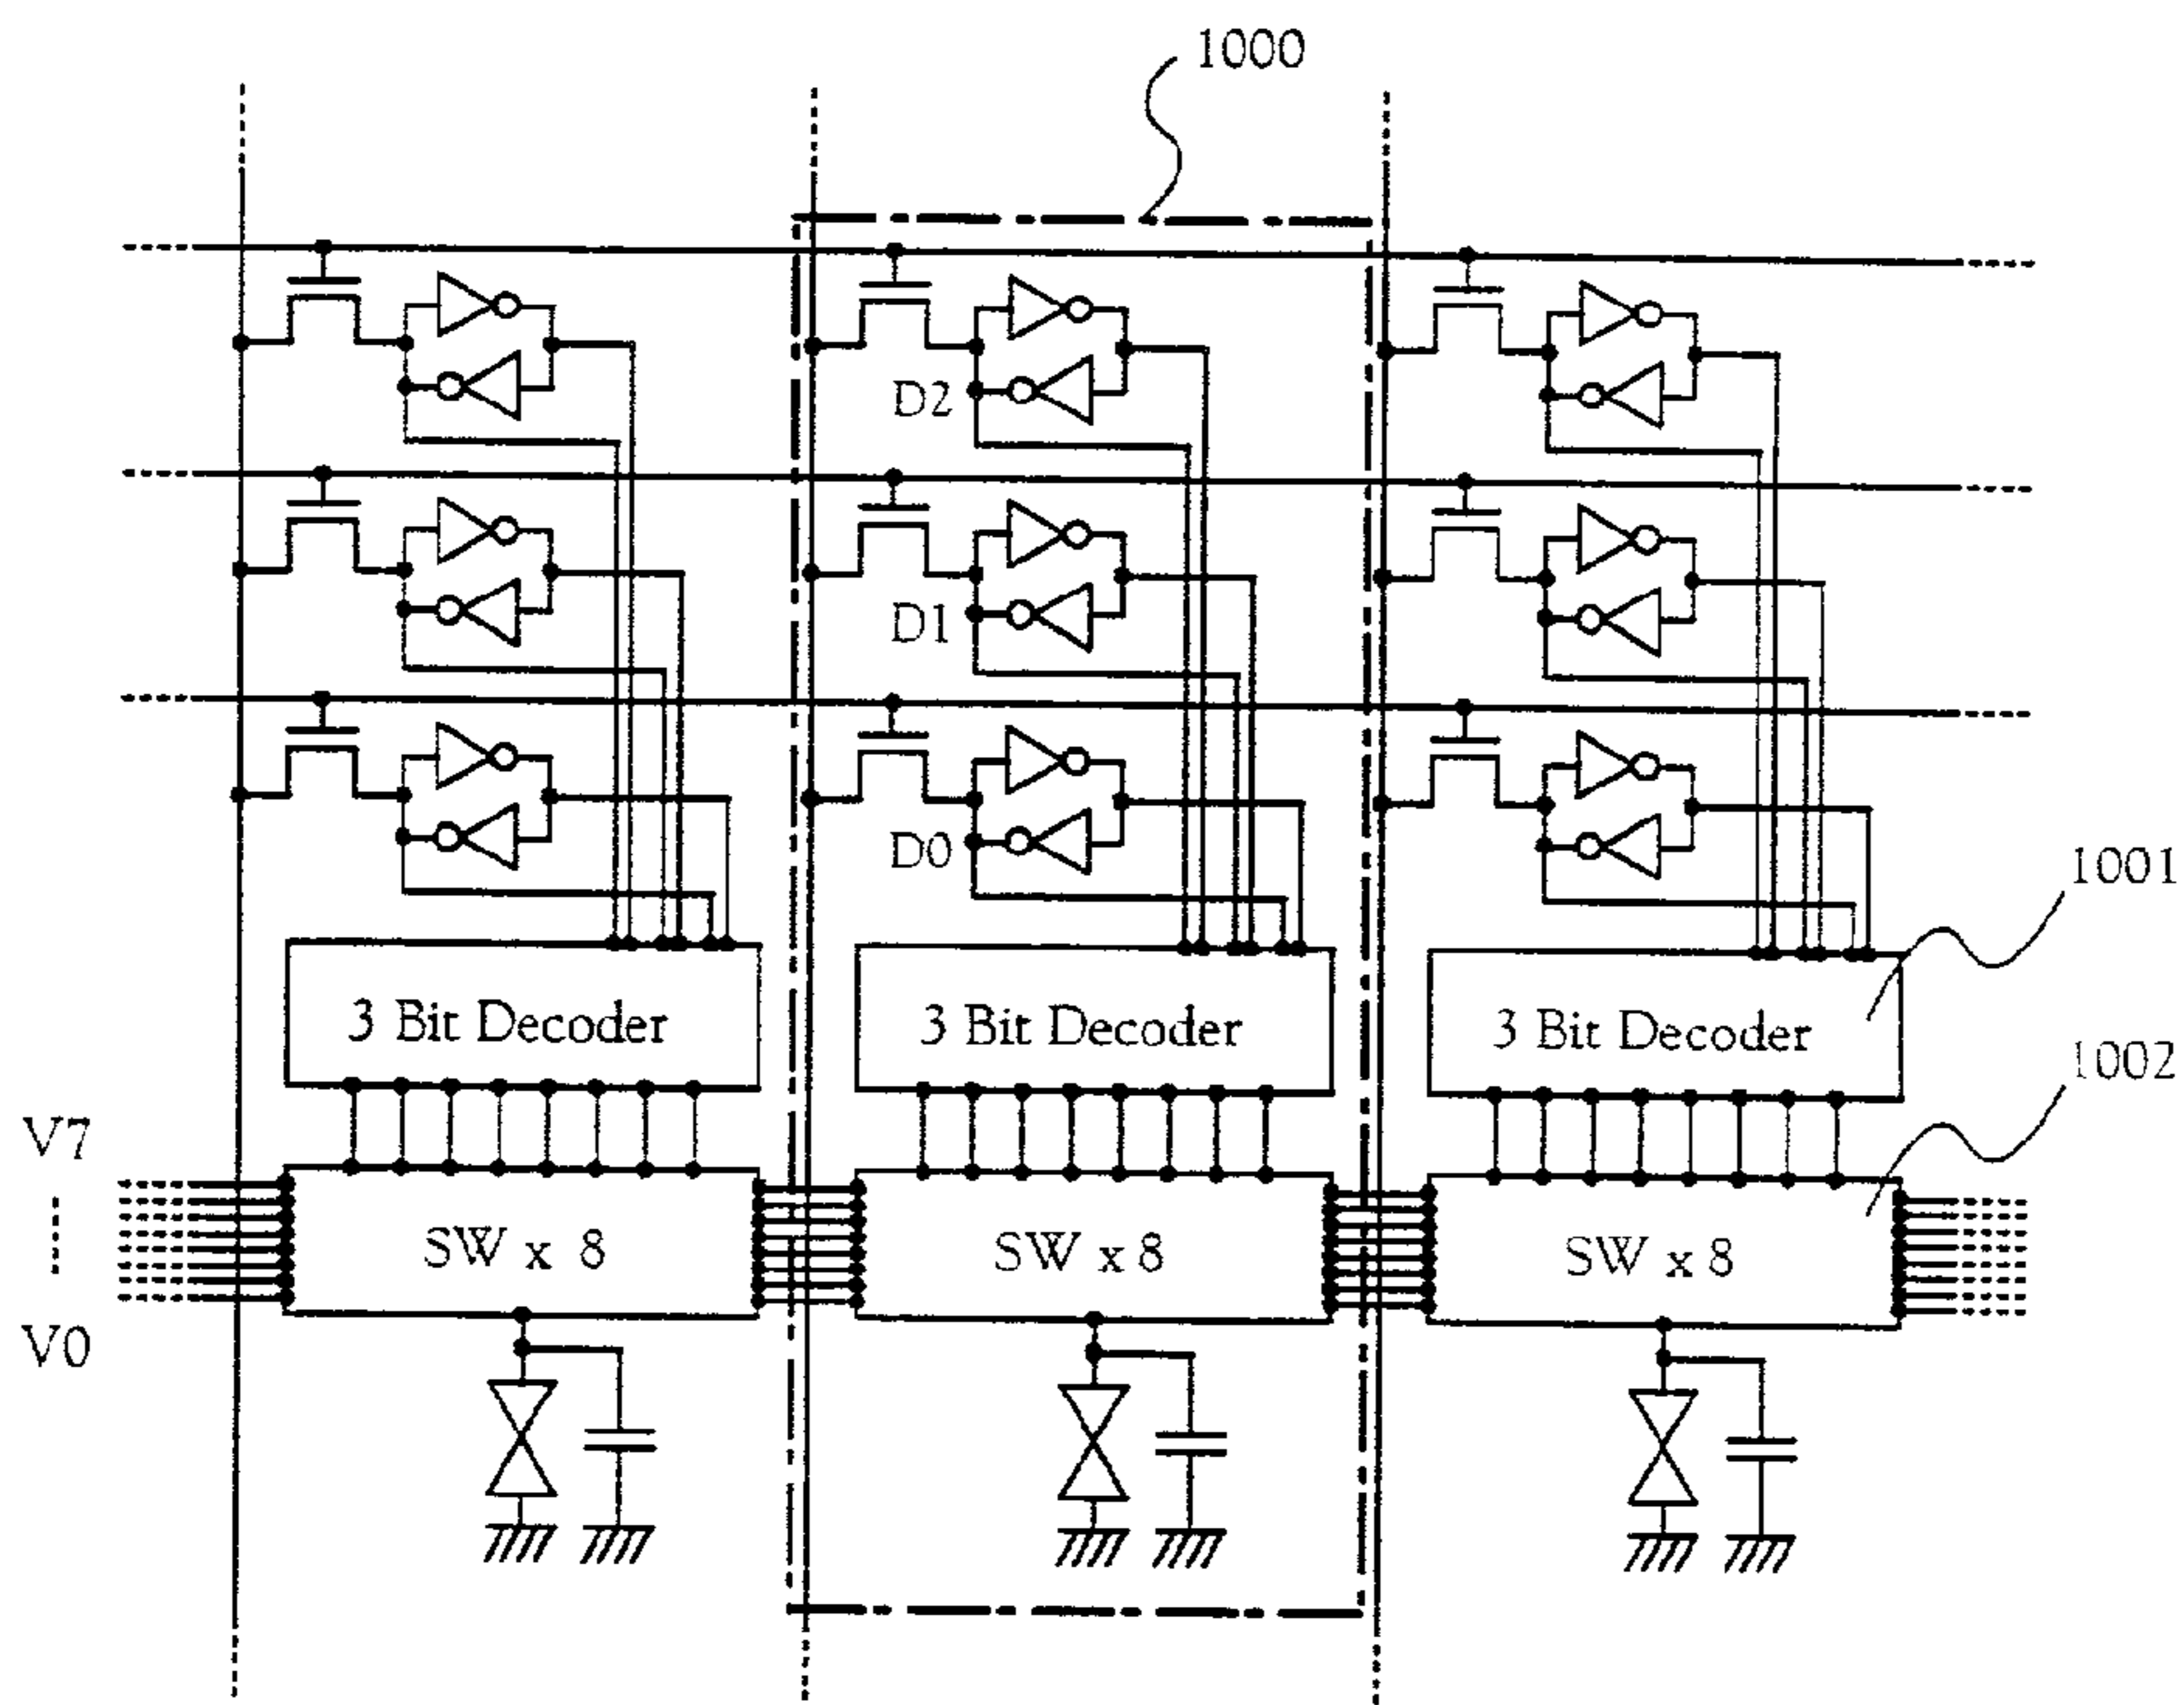 1000
D2
D1
D0
1001
3 Bit Decoder
3 Bit Decoder
3 Bit Decoder
1002
V7
SW x 8
SW x 8
SW x 8
V0